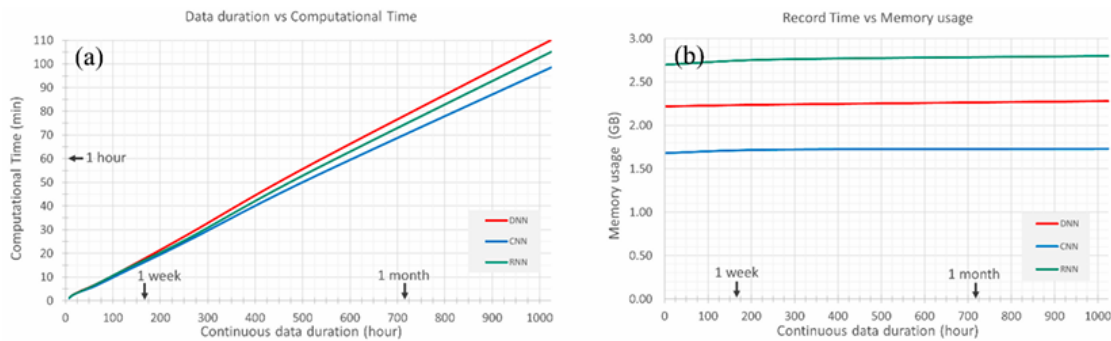 Data duration vs Computational Time
(a)
Computational Time (min)
110
100
90
80
70
60
50
40
30
20
10
0
1 hour
1 week
1 month
DNN
CNN
RNN
0 100 200 300 400 500 600 700 800 900 1000
Continuous data duration (hour)
Record Time vs Memory usage
(b)
Memory usage (GB)
3.00
2.50
2.00
1.50
1.00
0.50
0.00
1 week
1 month
DNN
CNN
RNN
0 100 200 300 400 500 600 700 800 900 1000
Continuous data duration (hour)